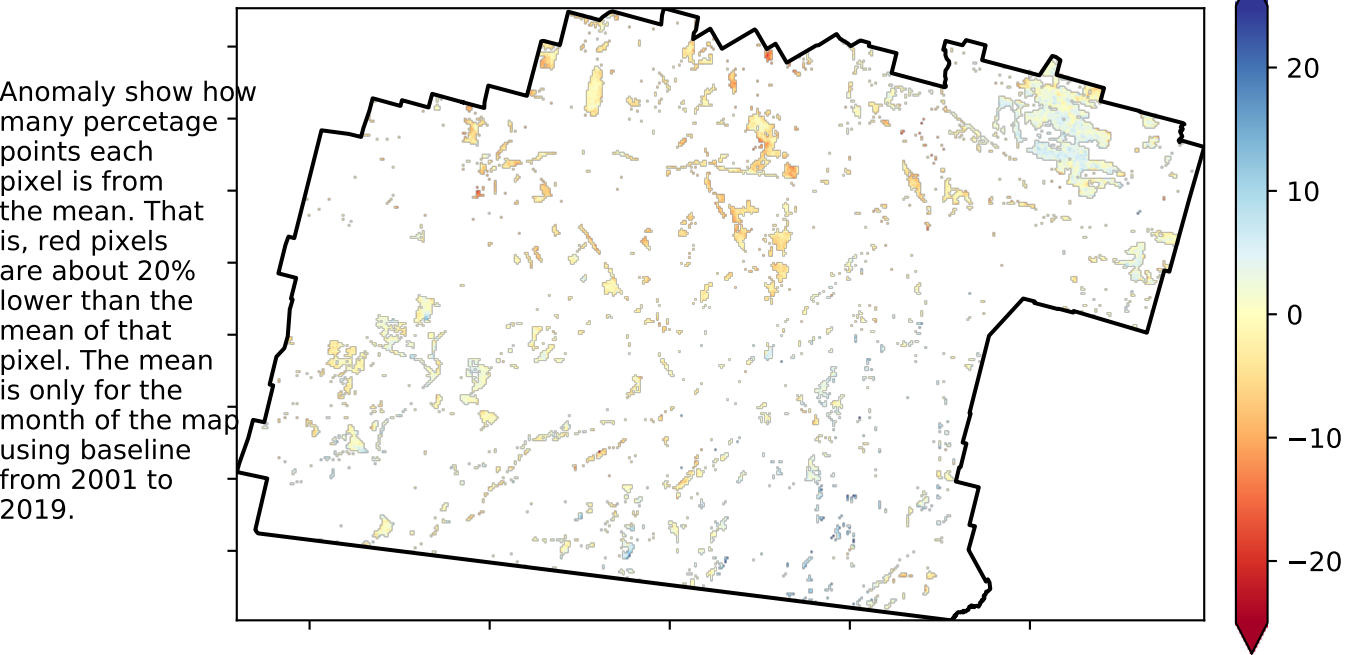 Anomaly show how
many percetage
points each
pixel is from
the mean. That
is, red pixels
are about 20%
lower than the
mean of that
pixel. The mean
is only for the
month of the map
using baseline
from 2001 to
2019.
20
10
0
−10
−20